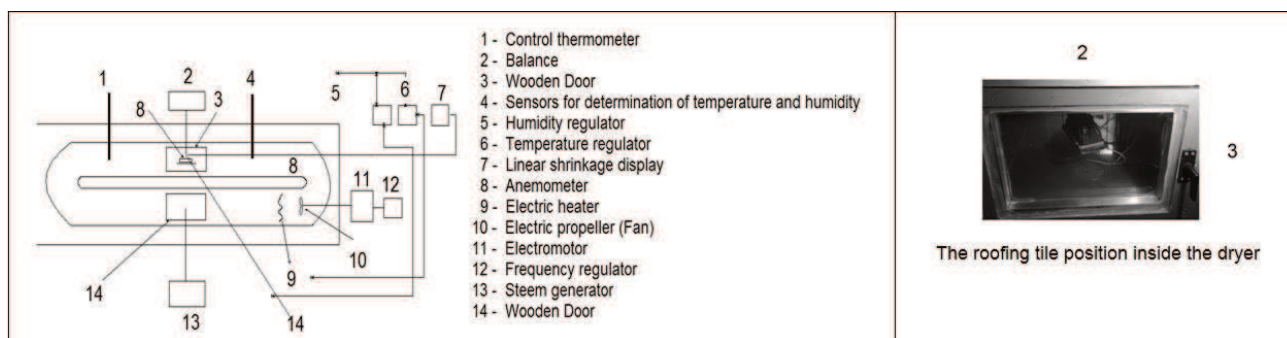 1
2
3
4
5
6
7
8
8
9
10
11
12
13
14
14
1 - Control thermometer
2 - Balance
3 - Wooden Door
4 - Sensors for determination of temperature and humidity
5 - Humidity regulator
6 - Temperature regulator
7 - Linear shrinkage display
8 - Anemometer
9 - Electric heater
10 - Electric propeller (Fan)
11 - Electromotor
12 - Frequency regulator
13 - Steem generator
14 - Wooden Door
2
3
The roofing tile position inside the dryer